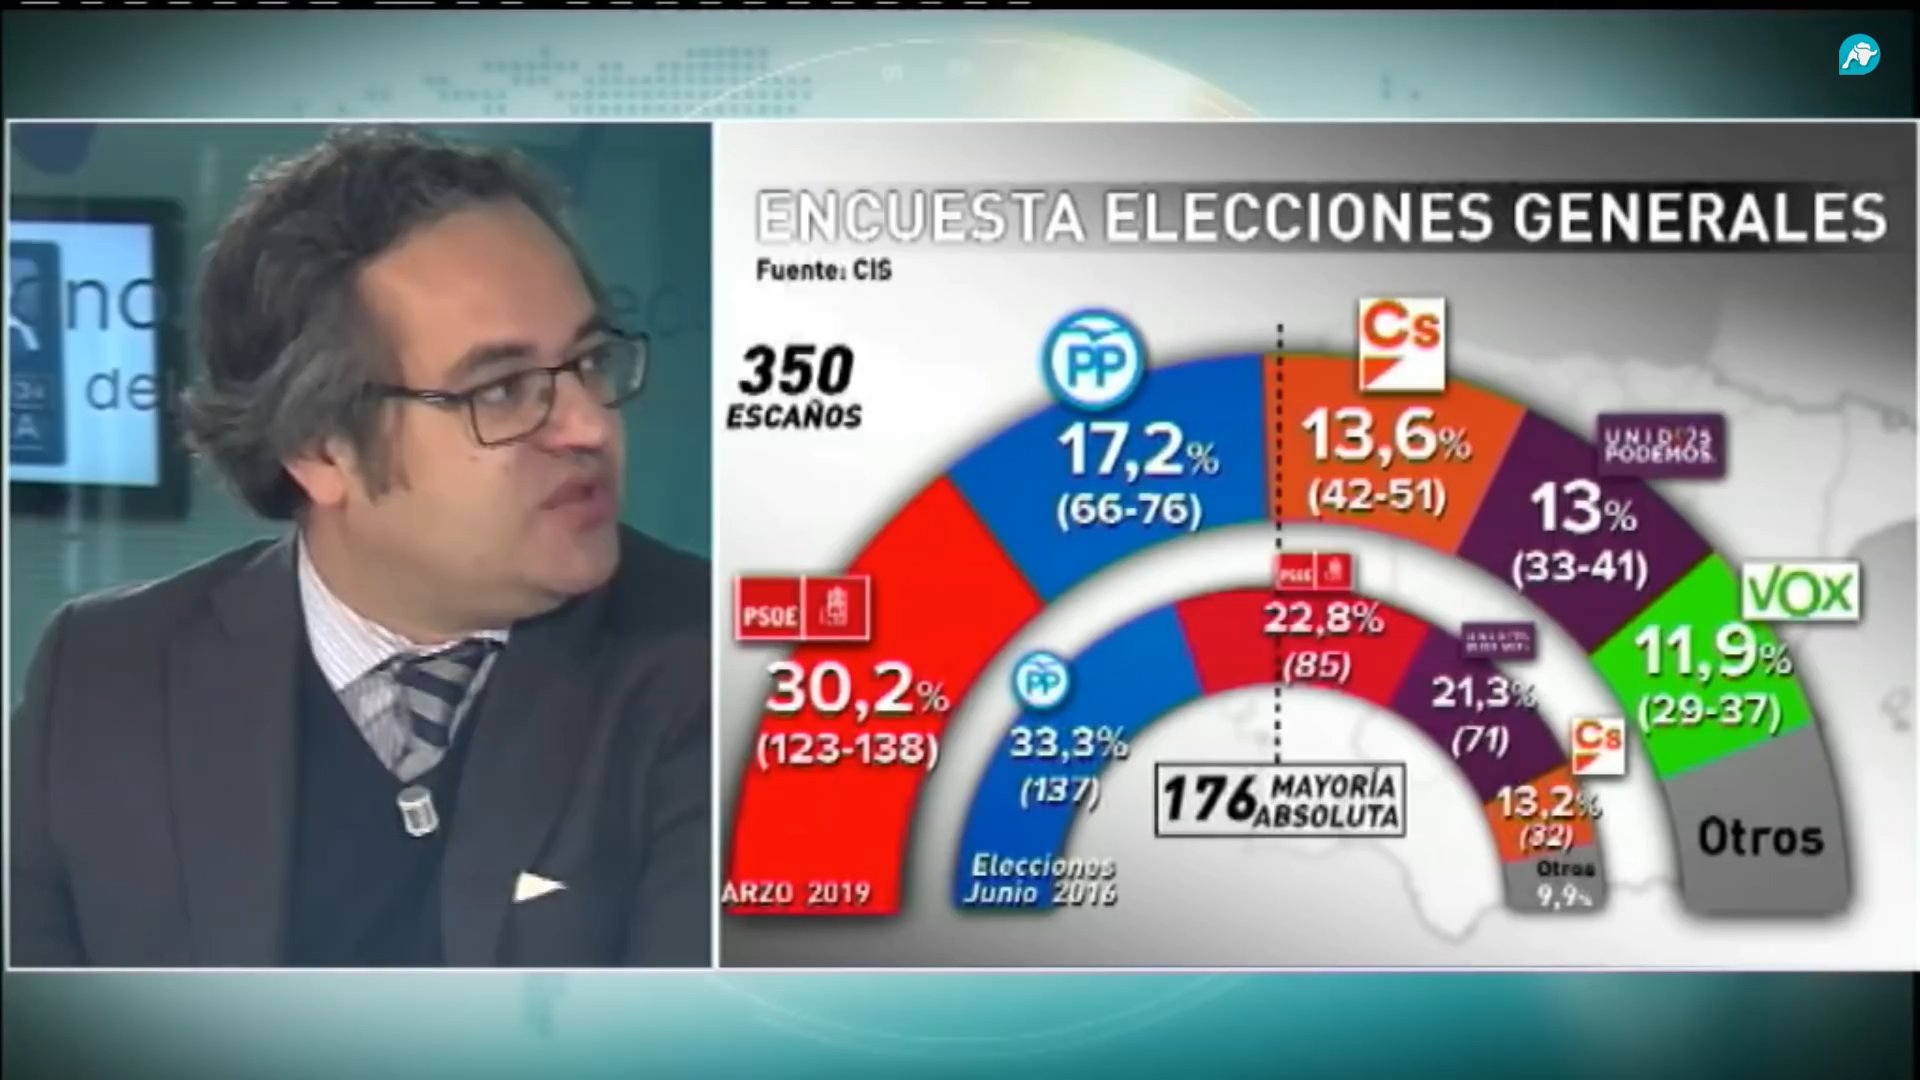 no
del
A
ENCUESTA ELECCIONES GENERALES
Fuente: CIS
350
ESCAÑOS
PP
17,2%
(66-76)
Cs
13,6%
(42-51)
UNIDOS
PODEMOS.
13%
(33-41)
VOX
11,9%
(29-37)
Otros
PSOE
30,2%
(123-138)
ARZO 2019
PP
33,3%
(137)
Elecciones
Junio 2016
PSOE
22,8%
(85)
21,3%
(71)
Cs
13,2%
(32)
Otros
9,9%
176 MAYORÍA
ABSOLUTA